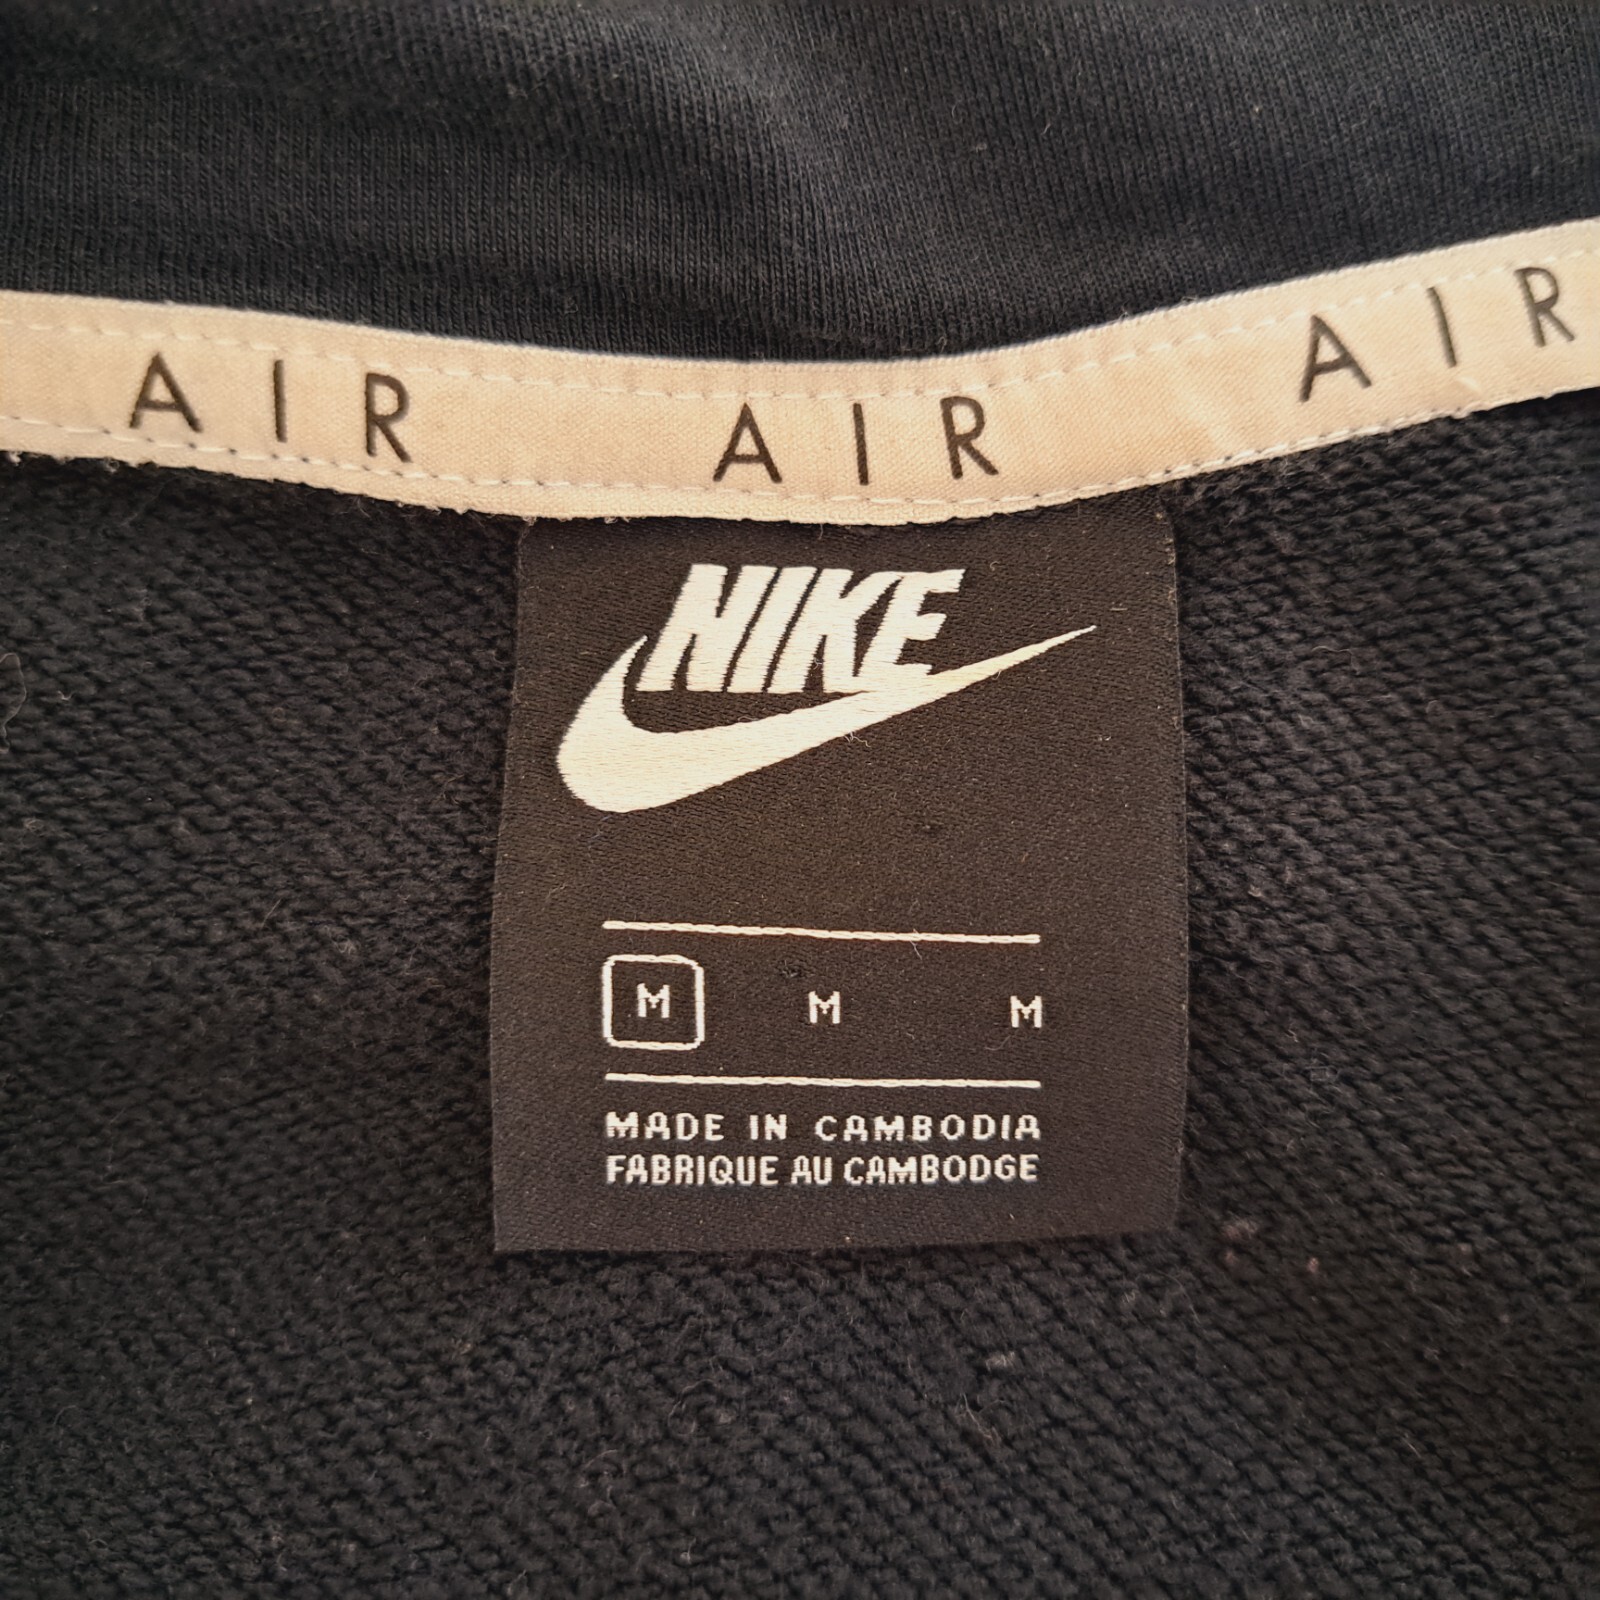 AIR AIR AIR
NIKE
M M M
MADE IN CAMBODIA
FABRIQUE AU CAMBODGE